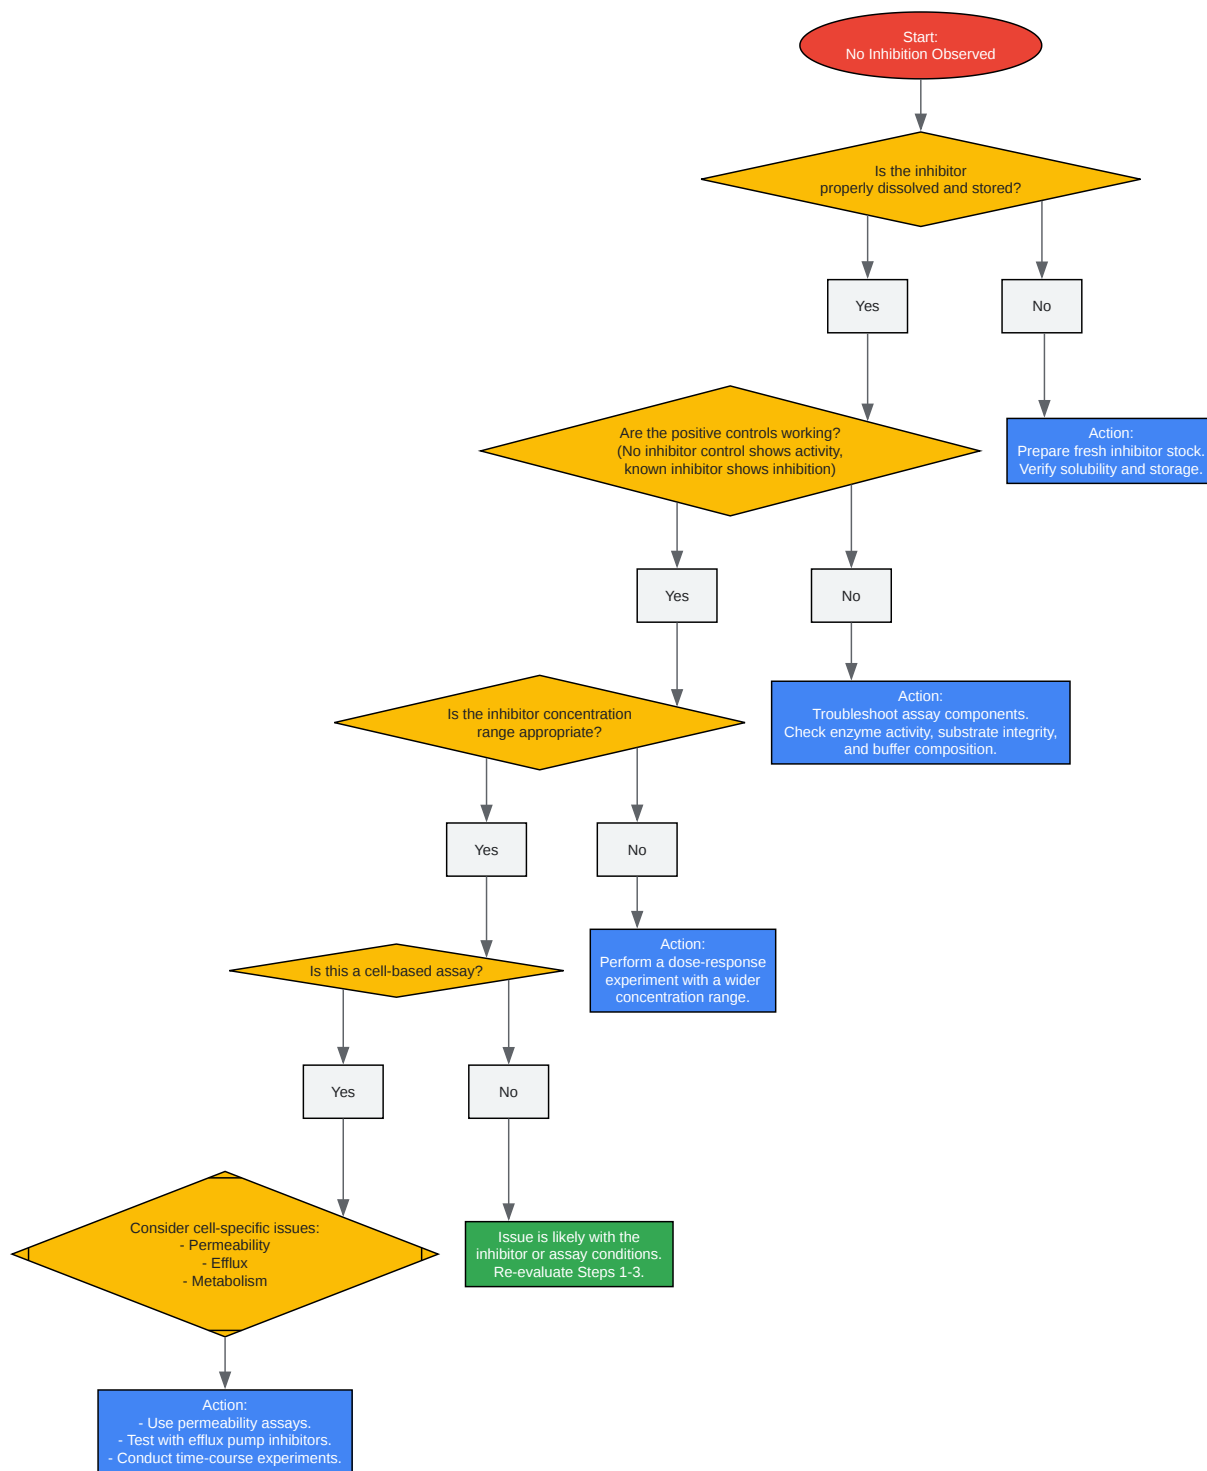 Start:
No Inhibition Observed
Is the inhibitor
properly dissolved and stored?
Yes
No
Action:
Prepare fresh inhibitor stock.
Verify solubility and storage.
Are the positive controls working?
(No inhibitor control shows activity,
known inhibitor shows inhibition)
Yes
No
Action:
Troubleshoot assay components.
Check enzyme activity, substrate integrity,
and buffer composition.
Is the inhibitor concentration
range appropriate?
Yes
No
Action:
Perform a dose-response
experiment with a wider
concentration range.
Is this a cell-based assay?
Yes
No
Consider cell-specific issues:
- Permeability
- Efflux
- Metabolism
Issue is likely with the
inhibitor or assay conditions.
Re-evaluate Steps 1-3.
Action:
- Use permeability assays.
- Test with efflux pump inhibitors.
- Conduct time-course experiments.